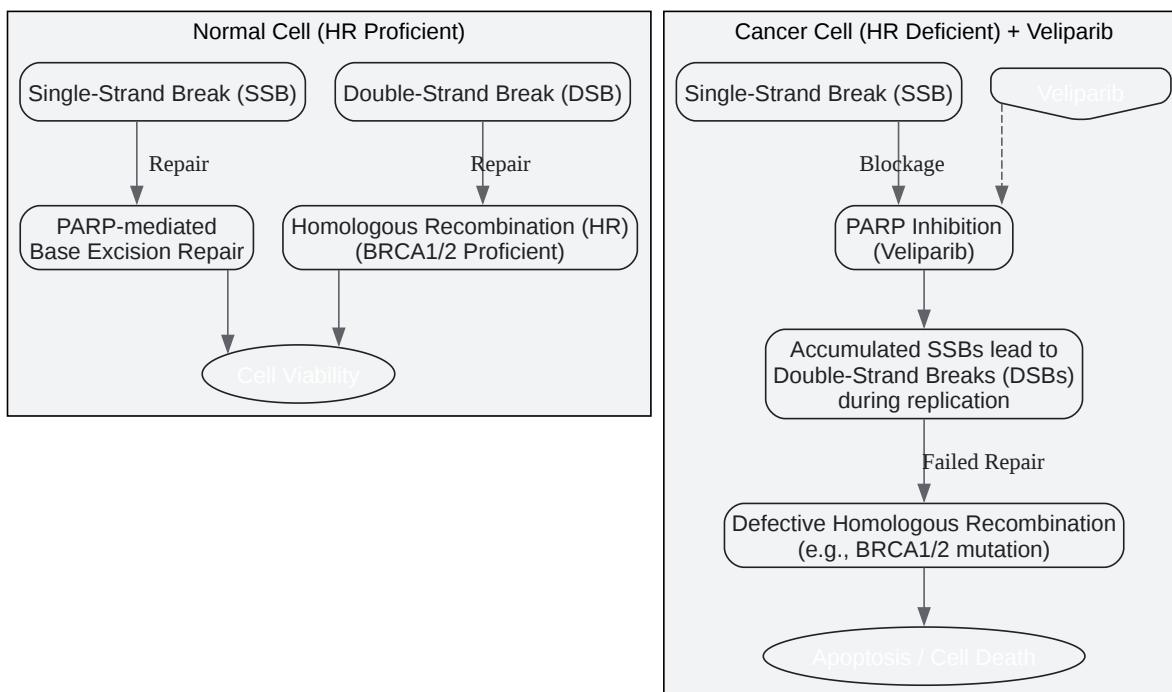 Normal Cell (HR Proficient)
Single-Strand Break (SSB)
Double-Strand Break (DSB)
Repair
Repair
PARP-mediated
Base Excision Repair
Homologous Recombination (HR)
(BRCA1/2 Proficient)
Cell Viability
Cancer Cell (HR Deficient) + Veliparib
Single-Strand Break (SSB)
Veliparib
Blockage
PARP Inhibition
(Veliparib)
Accumulated SSBs lead to
Double-Strand Breaks (DSBs)
during replication
Failed Repair
Defective Homologous Recombination
(e.g., BRCA1/2 mutation)
Apoptosis / Cell Death